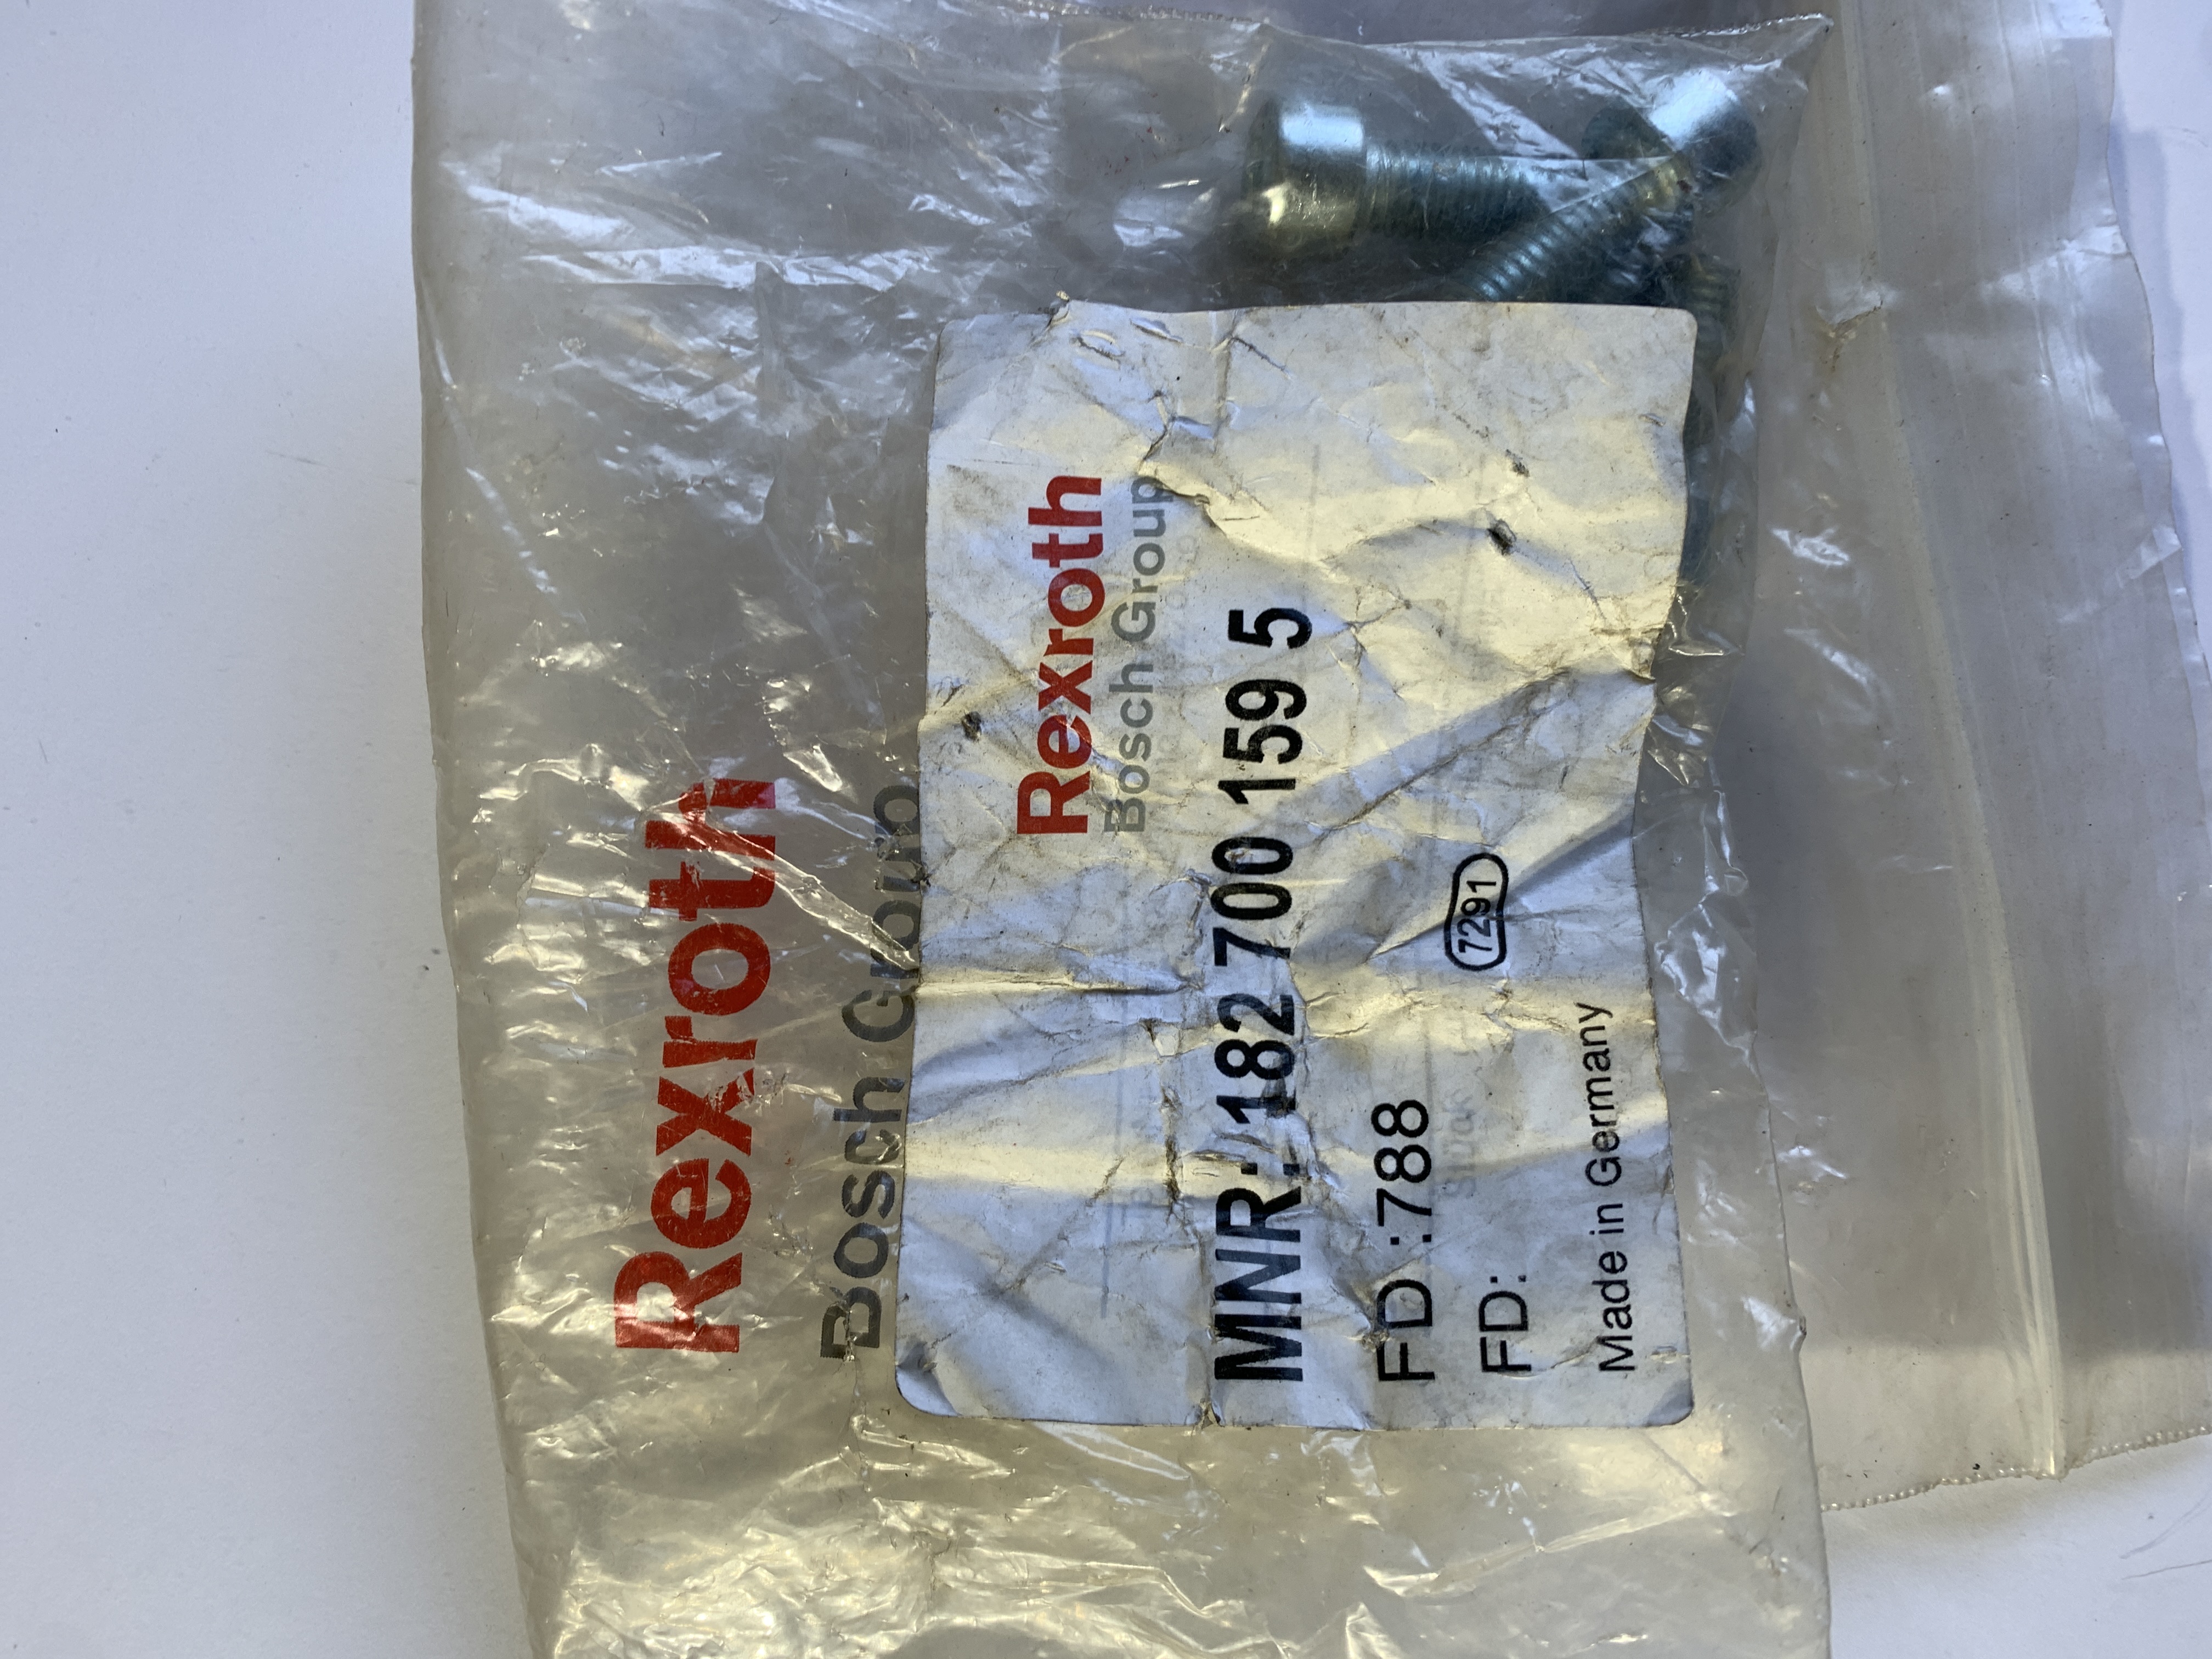 Rexroth
Bosch Group
Rexroth
Bosch Group
MNR: 182 700 159 5
FD :788
7291
FD:
Made in Germany